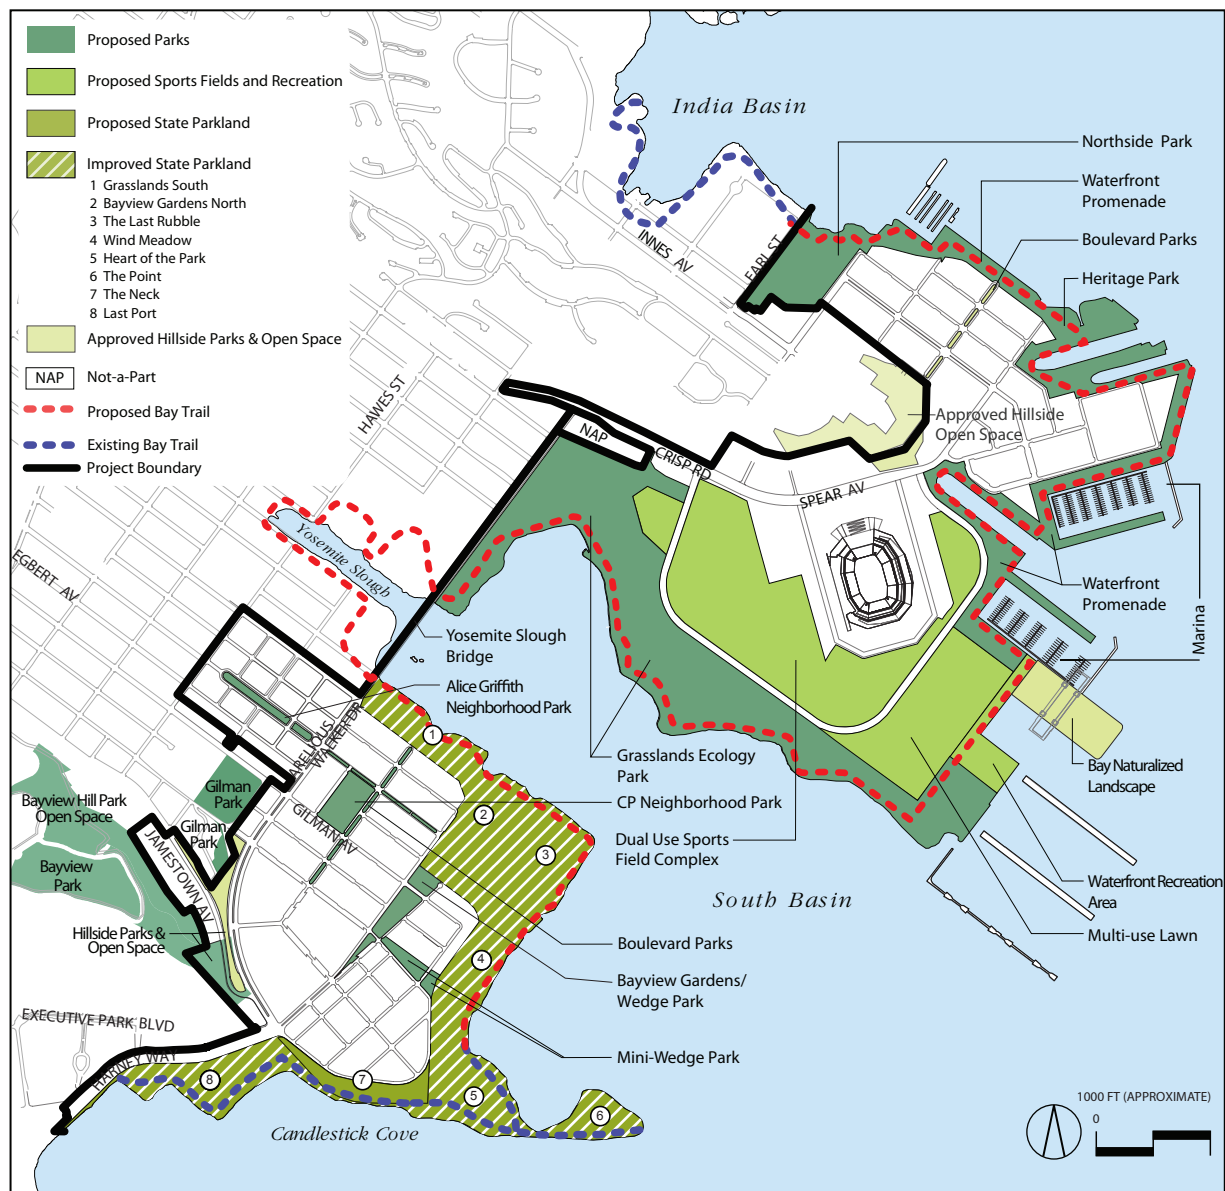 Proposed Parks
Proposed Sports Fields and Recreation
Proposed State Parkland
Improved State Parkland
1 Grasslands South
2 Bayview Gardens North
3 The Last Rubble
4 Wind Meadow
5 Heart of the Park
6 The Point
7 The Neck
8 Last Port
Approved Hillside Parks & Open Space
NAP Not-a-Part
Proposed Bay Trail
Existing Bay Trail
Project Boundary
India Basin
Northside Park
Waterfront
Promenade
Boulevard Parks
Heritage Park
INNES AV
EARL ST
HAWES ST
NAP
CRISP RD
SPEAR AV
Approved Hillside
Open Space
Yosemite Slough
EGBERT AV
Waterfront
Promenade
Marina
Yosemite Slough
Bridge
Alice Griffith
Neighborhood Park
ARELIOUS
WALKER DR
1
Grasslands Ecology
Park
Bay Naturalized
Landscape
Gilman
Park
Bayview Hill Park
Open Space
CP Neighborhood Park
2
GILMAN AV
Gilman
Park
JAMESTOWN AV
Bayview
Park
3
Dual Use Sports
Field Complex
Waterfront Recreation
Area
South Basin
Hillside Parks &
Open Space
Boulevard Parks
Multi-use Lawn
4
Bayview Gardens/
Wedge Park
EXECUTIVE PARK BLVD
Mini-Wedge Park
HARNEY WAY
8
7
5
6
Candlestick Cove
1000 FT (APPROXIMATE)
0